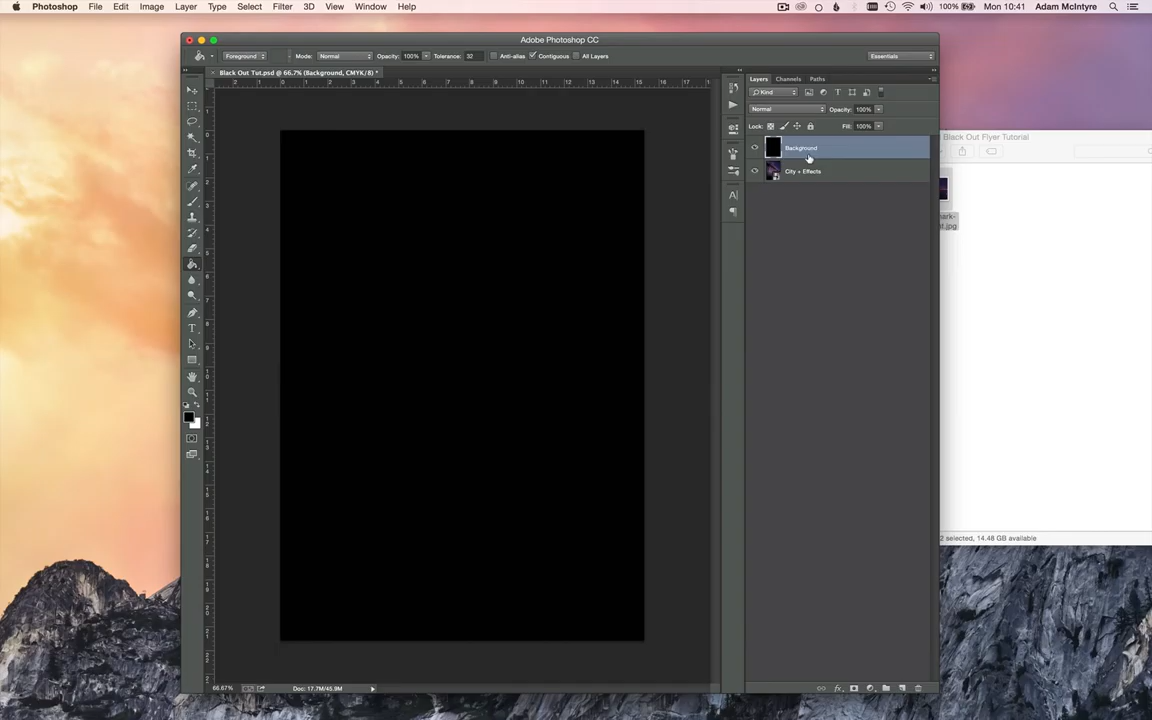 Photoshop File Edit Image Layer Type Select Filter 3D View Window Help 100% Mon 10:41 Adam McIntyre
Adobe Photoshop CC
Foreground Mode: Normal Opacity: 100% Tolerance: 32 Anti-alias Contiguous All Layers Essentials
Black Out Tut.psd @ 66.7% (Background, CMYK/8) *
Layers Channels Paths
Kind
Normal Opacity: 100%
Lock: Fill: 100%
Background
City + Effects
Black Out Flyer Tutorial
2 selected, 14.48 GB available
66.67% Doc: 17.7M/45.9M